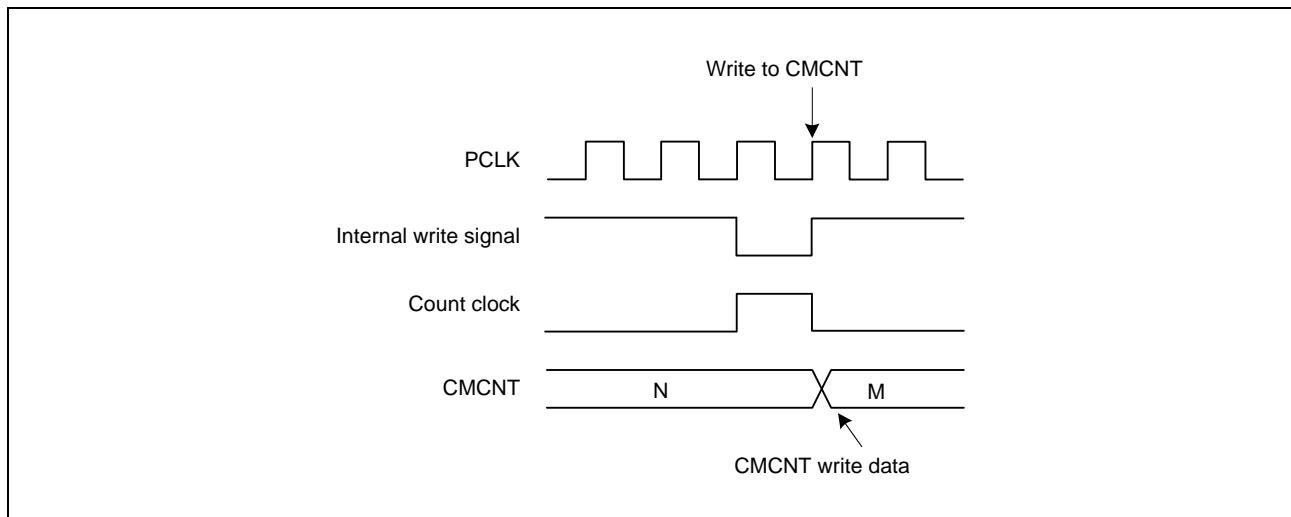 Write to CMCNT
PCLK
Internal write signal
Count clock
CMCNT
N
M
CMCNT write data